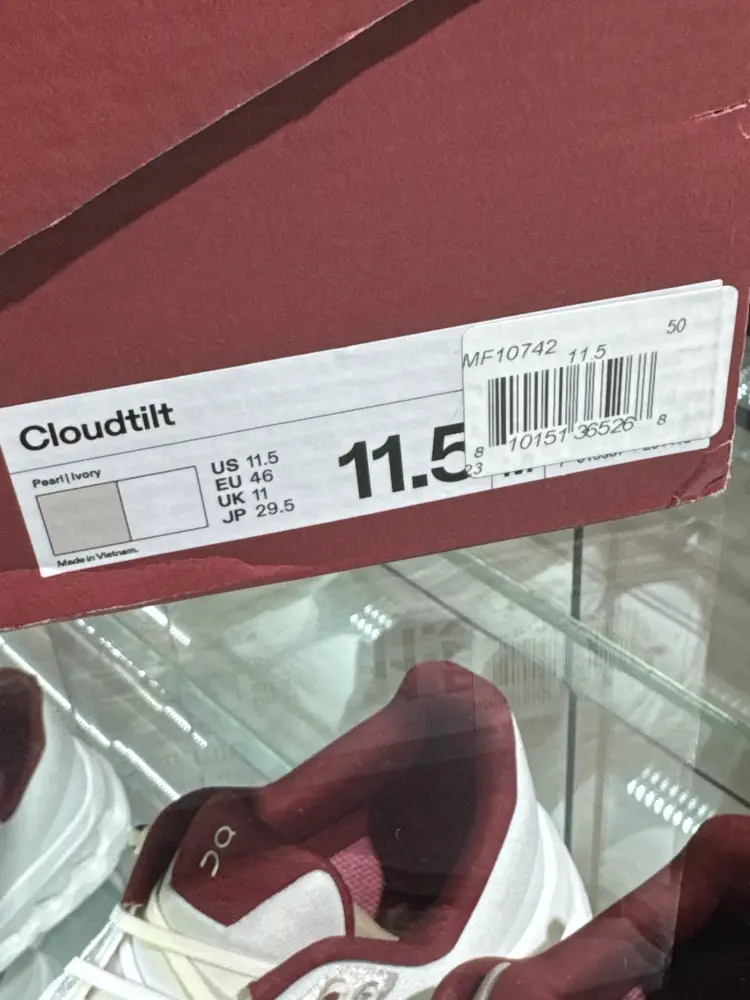 Cloudtilt
Pearl | Ivory
Made in Vietnam.
US 11.5
EU 46
UK 11
JP 29.5
11.5
50
MF10742 11.5
8 10151 36526 8
23
M